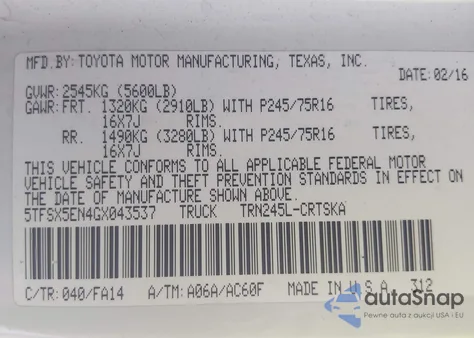 MFD.BY:TOYOTA MOTOR MANUFACTURING, TEXAS, INC.
DATE:02/16
GVWR:2545KG (5600LB)
GAWR:FRT. 1320KG (2910LB) WITH P245/75R16 TIRES,
16X7J RIMS.
RR. 1490KG (3280LB) WITH P245/75R16 TIRES,
16X7J RIMS.
THIS VEHICLE CONFORMS TO ALL APPLICABLE FEDERAL MOTOR
VEHICLE SAFETY AND THEFT PREVENTION STANDARDS IN EFFECT ON
THE DATE OF MANUFACTURE SHOWN ABOVE.
5TFSX5EN4GX043537 TRUCK TRN245L-CRTSKA
C/TR:040/FA14 A/TM:A06A/AC60F MADE IN U.S.A 312
autoSnap
Pewne auta z aukcji USA i EU